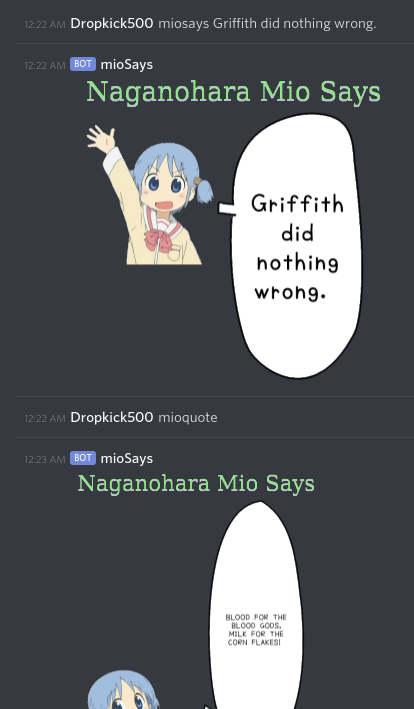 12:22 AM Dropkick500 miosays Griffith did nothing wrong.
12:22 AM BOT mioSays
Naganohara Mio Says
Griffith
did
nothing
wrong.
12:22 AM Dropkick500 mioquote
12:23 AM BOT mioSays
Naganohara Mio Says
BLOOD FOR THE
BLOOD GODS.
MILK FOR THE
CORN FLAKES!